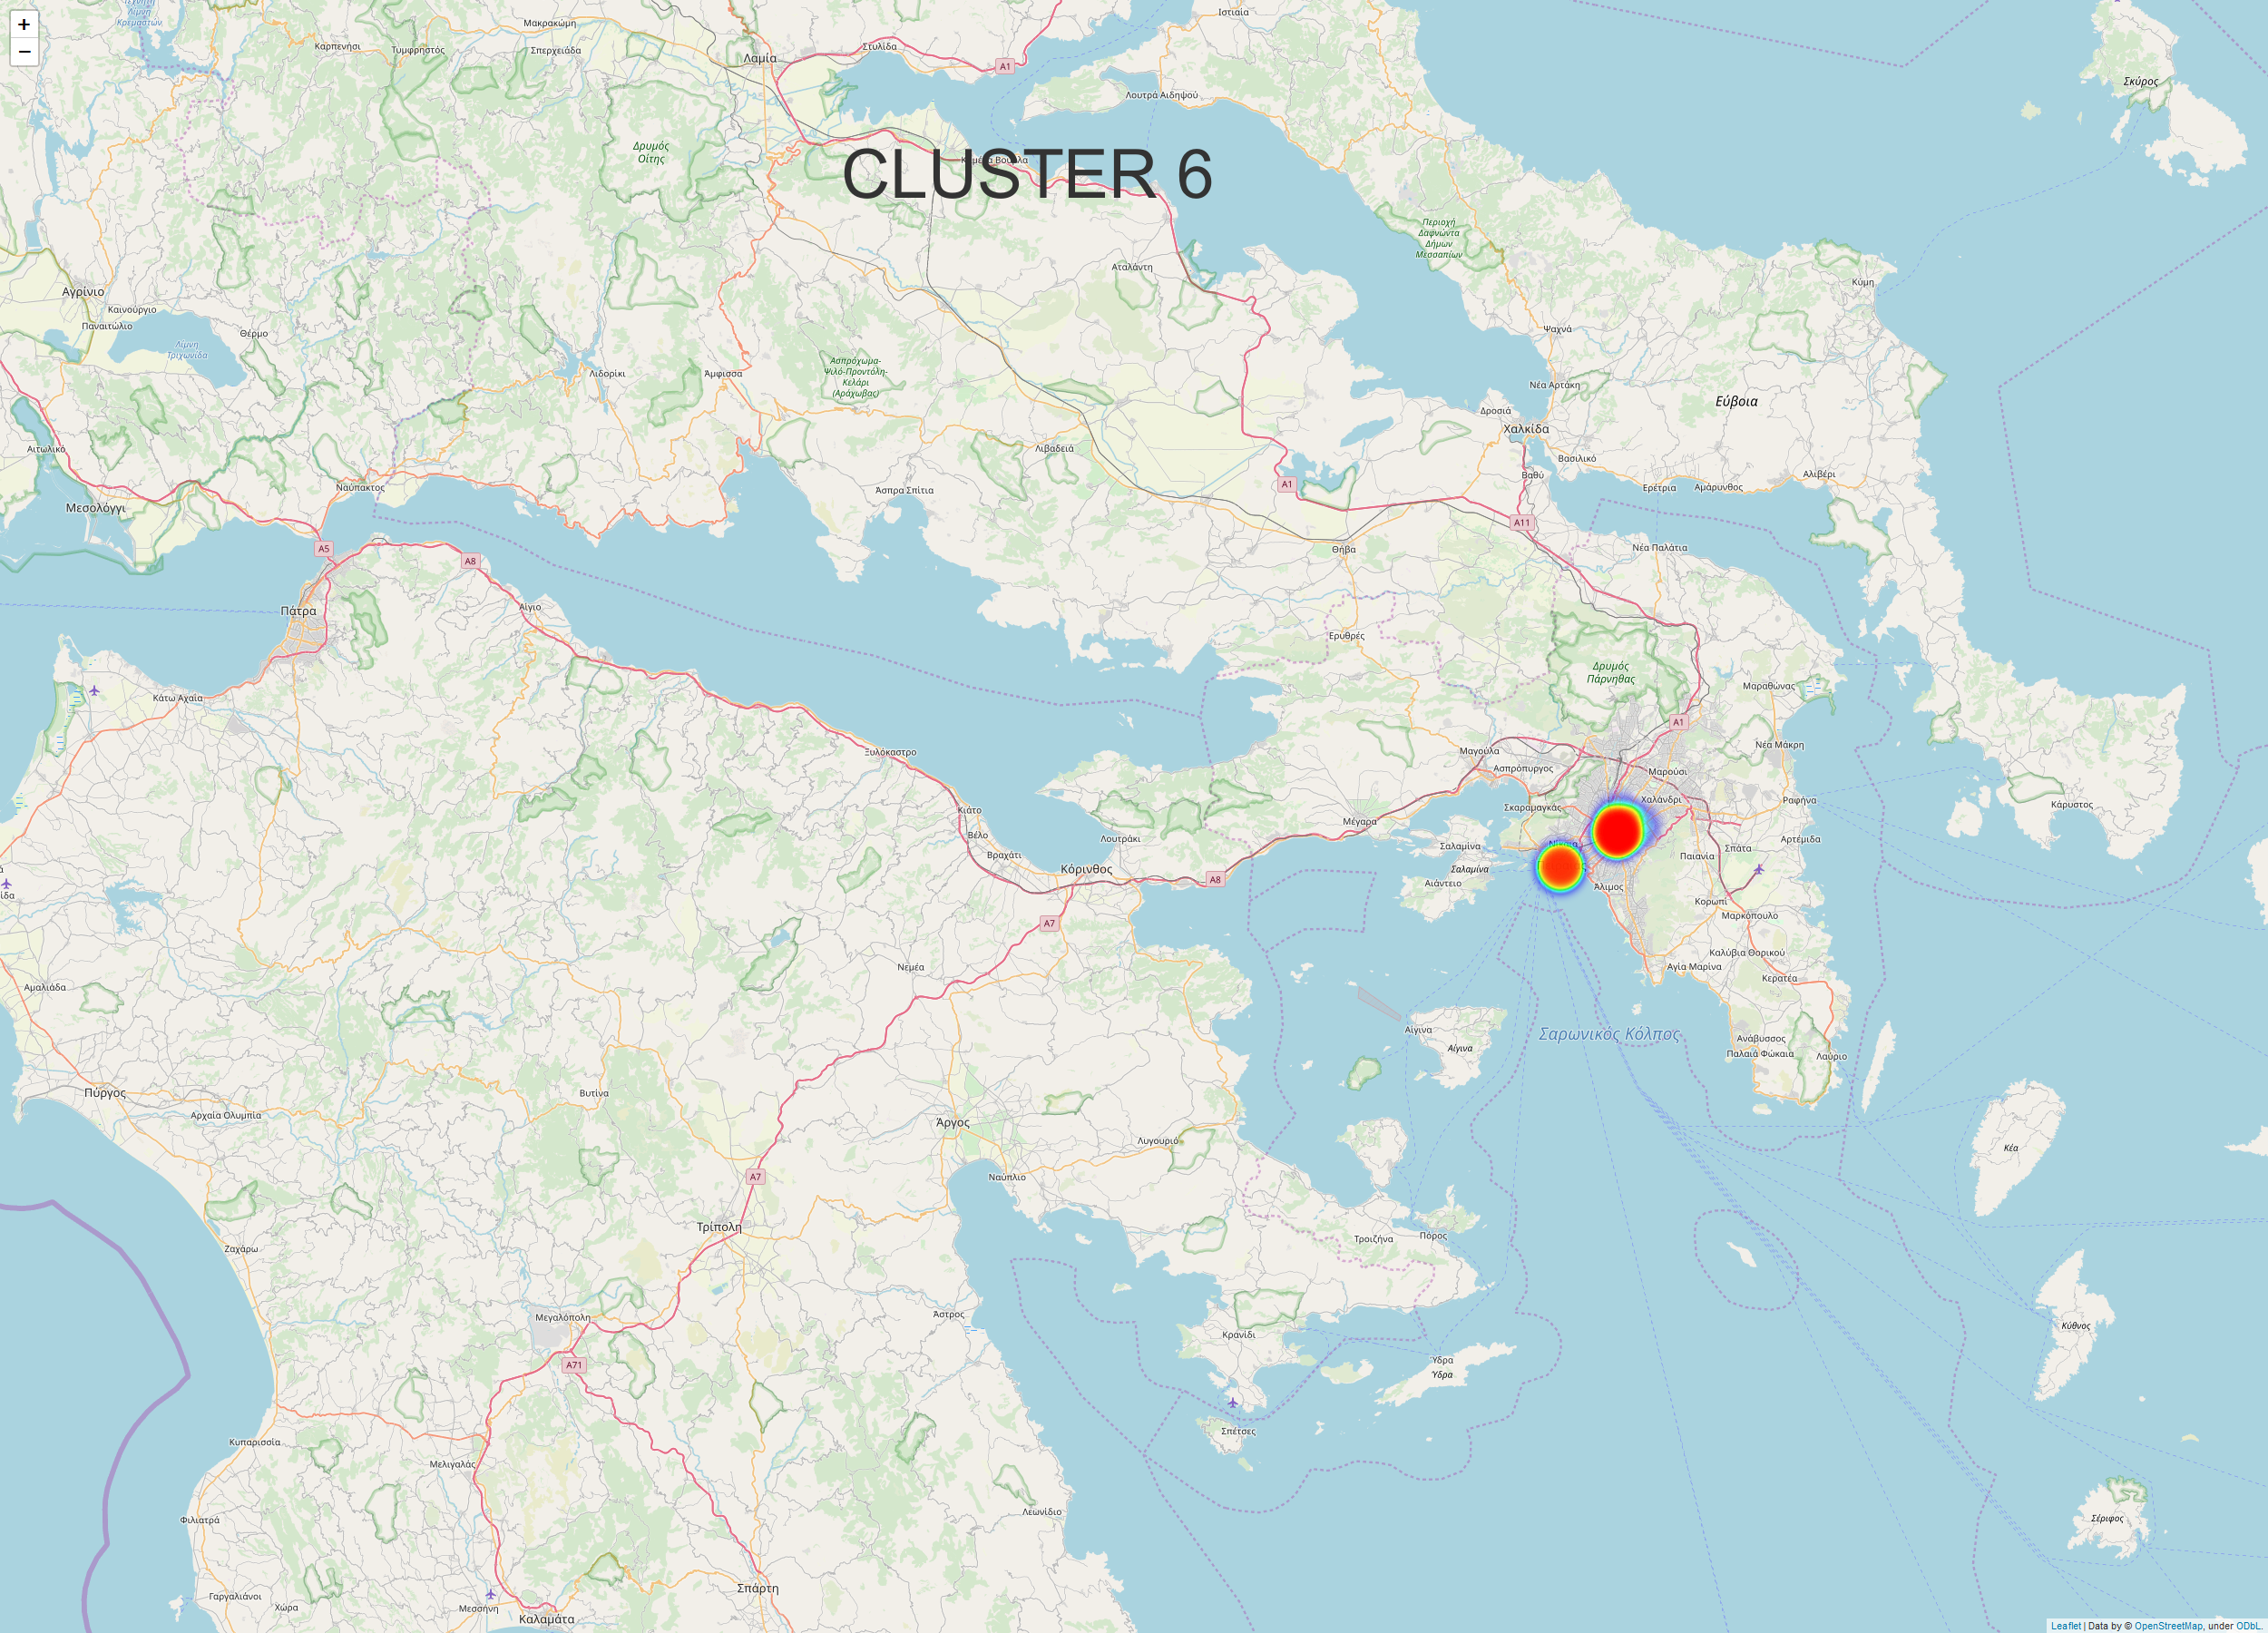 +
−
Τεχνητή
Λίμνη
Κρεμαστών
Καρπενήσι
Τυμφρηστός
Μακρακώμη
Σπερχειάδα
Λαμία
Στυλίδα
A1
Ιστιαία
Λουτρά Αιδηψού
Σκύρος
Δρυμός
Οίτης
CLUSTER 6
Περιοχή
Δαφνώντα
Δήμων
Μεσσαπίων
Αταλάντη
Κύμη
Αγρίνιο
Καινούργιο
Παναιτώλιο
Θέρμο
Λίμνη
Τριχωνίδα
Ψαχνά
Λιδορίκι
Άμφισσα
Ασπρόχωμα-
Ψιλό-Προντόλη-
Κελάρι
(Αράχωβας)
Νέα Αρτάκη
Εύβοια
Δροσιά
Χαλκίδα
Αιτωλικό
Λιβαδειά
Βασιλικό
Βαθύ
Αλιβέρι
Ναύπακτος
Άσπρα Σπίτια
A1
Ερέτρια
Αμάρυνθος
Μεσολόγγι
A11
A5
A8
Θήβα
Νέα Παλάτια
Πάτρα
Αίγιο
Ερυθρές
Δρυμός
Πάρνηθας
Μαραθώνας
Κάτω Αχαΐα
A1
Ξυλόκαστρο
Μαγούλα
Νέα Μάκρη
Ασπρόπυργος
Μαρούσι
Χαλάνδρι
Ραφήνα
Κάρυστος
Σκαραμαγκάς
Κιάτο
Βέλο
Μέγαρα
Λουτράκι
Αρτέμιδα
Βραχάτι
Σαλαμίνα
Σπάτα
Παιανία
Κόρινθος
Σαλαμίνα
A8
Αιάντειο
Άλιμος
Κορωπί
A7
Μαρκόπουλο
Καλύβια Θορικού
Νεμέα
Αγία Μαρίνα
Κερατέα
Αμαλιάδα
Αίγινα
Αίγινα
Σαρωνικός Κόλπος
Ανάβυσσος
Παλαιά Φώκαια
Λαύριο
Πύργος
Βυτίνα
Αρχαία Ολυμπία
Άργος
Λυγουριό
Κέα
A7
Ναύπλιο
Τρίπολη
Τροιζήνα
Πόρος
Ζαχάρω
Μεγαλόπολη
Άστρος
Κρανίδι
Κύθνος
A71
Ύδρα
Ύδρα
Σπέτσες
Κυπαρισσία
Μελιγαλάς
Λεωνίδιο
Φιλιατρά
Σέριφος
Σπάρτη
Γαργαλιάνοι
Χώρα
Μεσσήνη
Καλαμάτα
Leaflet | Data by © OpenStreetMap, under ODbL.